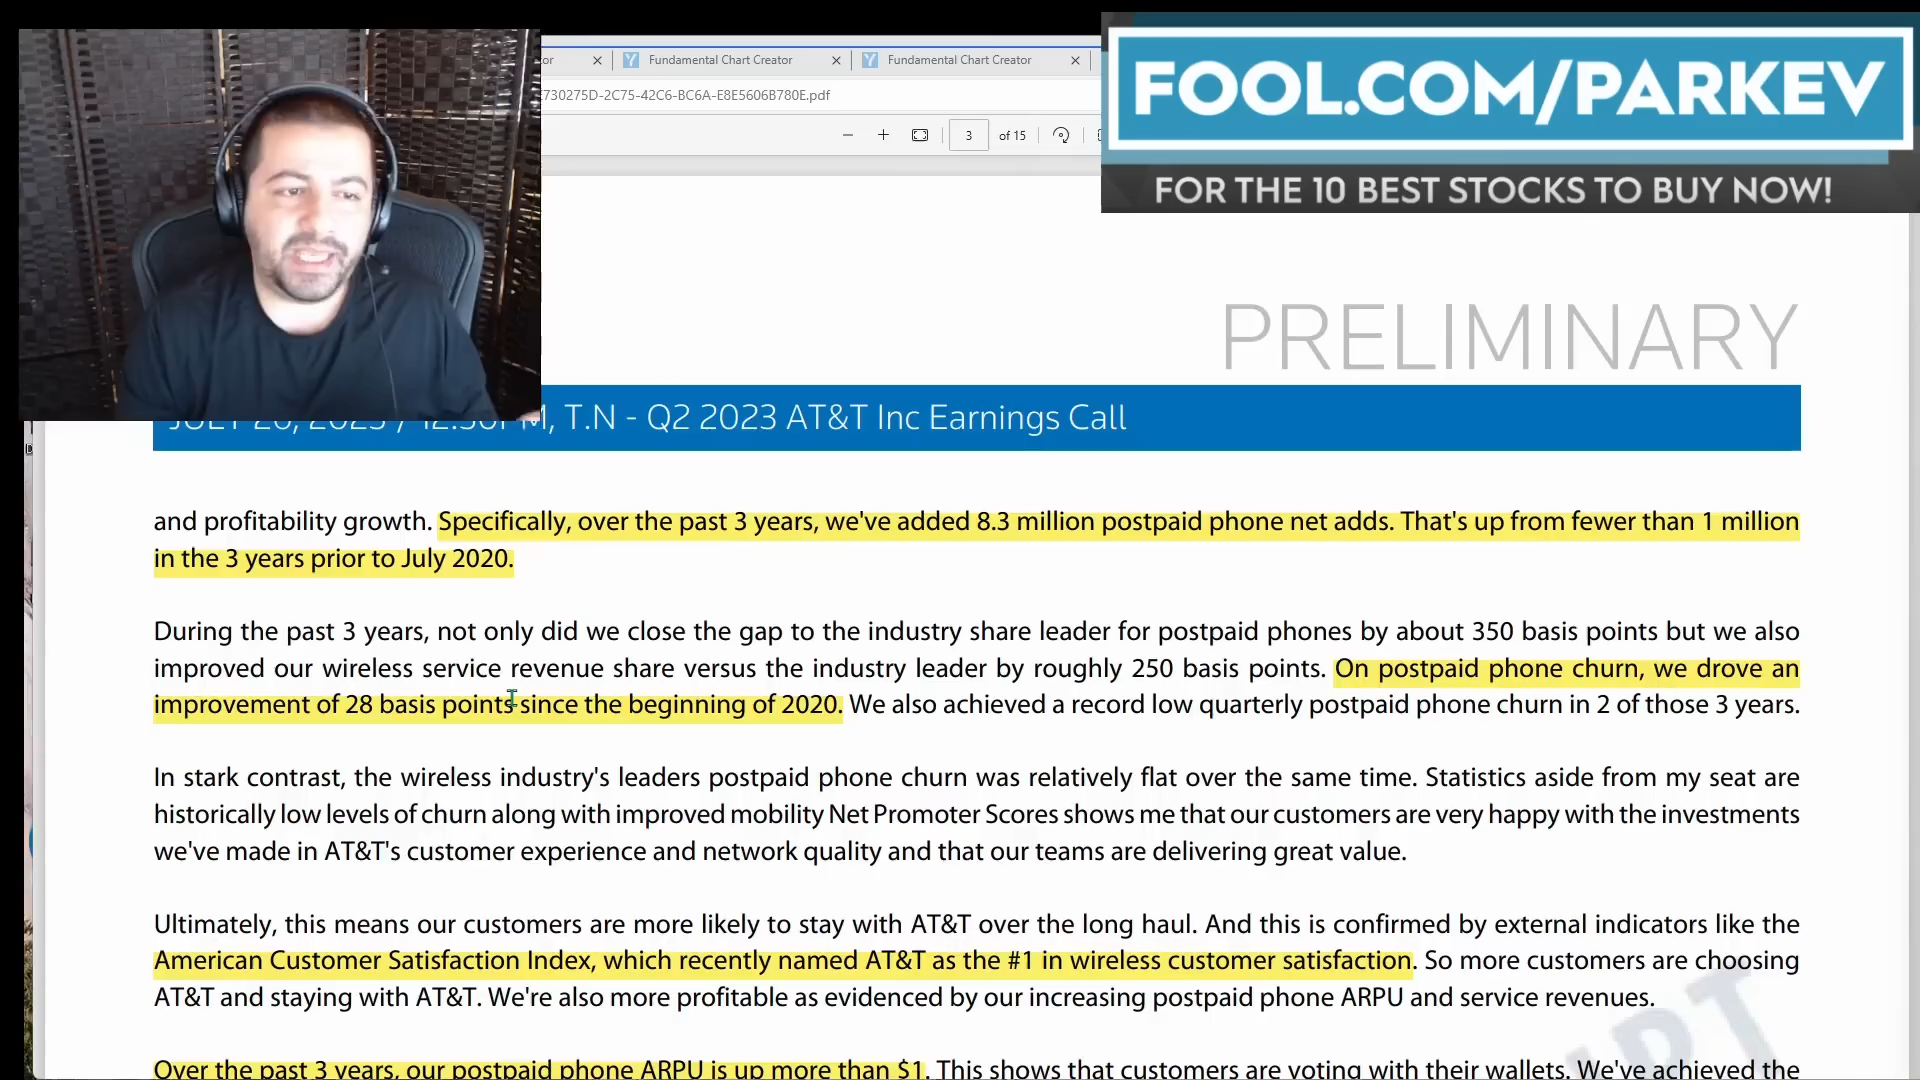 tor
Fundamental Chart Creator
Fundamental Chart Creator
FOOL.COM/PARKEV
E730275D-2C75-42C6-BC6A-E8E5606B780E.pdf
3 of 15
FOR THE 10 BEST STOCKS TO BUY NOW!
PRELIMINARY
T.N - Q2 2023 AT&T Inc Earnings Call
and profitability growth. Specifically, over the past 3 years, we've added 8.3 million postpaid phone net adds. That's up from fewer than 1 million
in the 3 years prior to July 2020.
During the past 3 years, not only did we close the gap to the industry share leader for postpaid phones by about 350 basis points but we also
improved our wireless service revenue share versus the industry leader by roughly 250 basis points. On postpaid phone churn, we drove an
improvement of 28 basis points since the beginning of 2020. We also achieved a record low quarterly postpaid phone churn in 2 of those 3 years.
In stark contrast, the wireless industry's leaders postpaid phone churn was relatively flat over the same time. Statistics aside from my seat are
historically low levels of churn along with improved mobility Net Promoter Scores shows me that our customers are very happy with the investments
we've made in AT&T's customer experience and network quality and that our teams are delivering great value.
Ultimately, this means our customers are more likely to stay with AT&T over the long haul. And this is confirmed by external indicators like the
American Customer Satisfaction Index, which recently named AT&T as the #1 in wireless customer satisfaction. So more customers are choosing
AT&T and staying with AT&T. We're also more profitable as evidenced by our increasing postpaid phone ARPU and service revenues.
Over the past 3 years, our postpaid phone ARPU is up more than $1. This shows that customers are voting with their wallets. We've achieved the